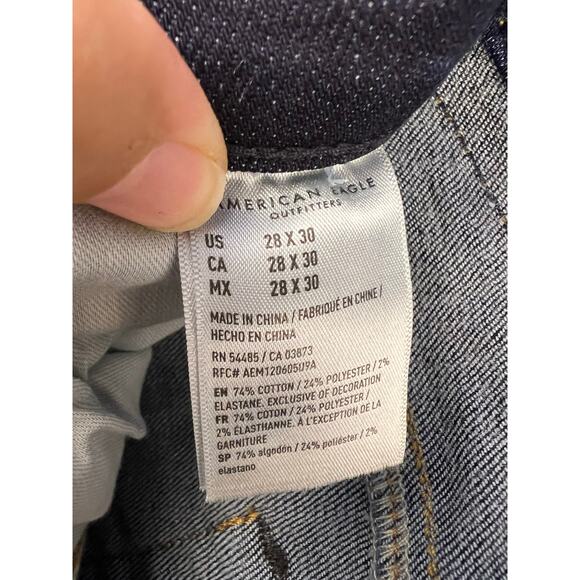 AMERICAN EAGLE
OUTFITTERS
US 28 X 30
CA 28 X 30
MX 28 X 30
MADE IN CHINA / FABRIQUÉ EN CHINE /
HECHO EN CHINA
RN 54485 / CA 03873
RFC# AEM120605U9A
EN 74% COTTON / 24% POLYESTER / 2%
ELASTANE. EXCLUSIVE OF DECORATION
FR 74% COTON / 24% POLYESTER /
2% ÉLASTHANNE. À L'EXCEPTION DE LA
GARNITURE
SP 74% algodón / 24% poliéster / 2%
elastano